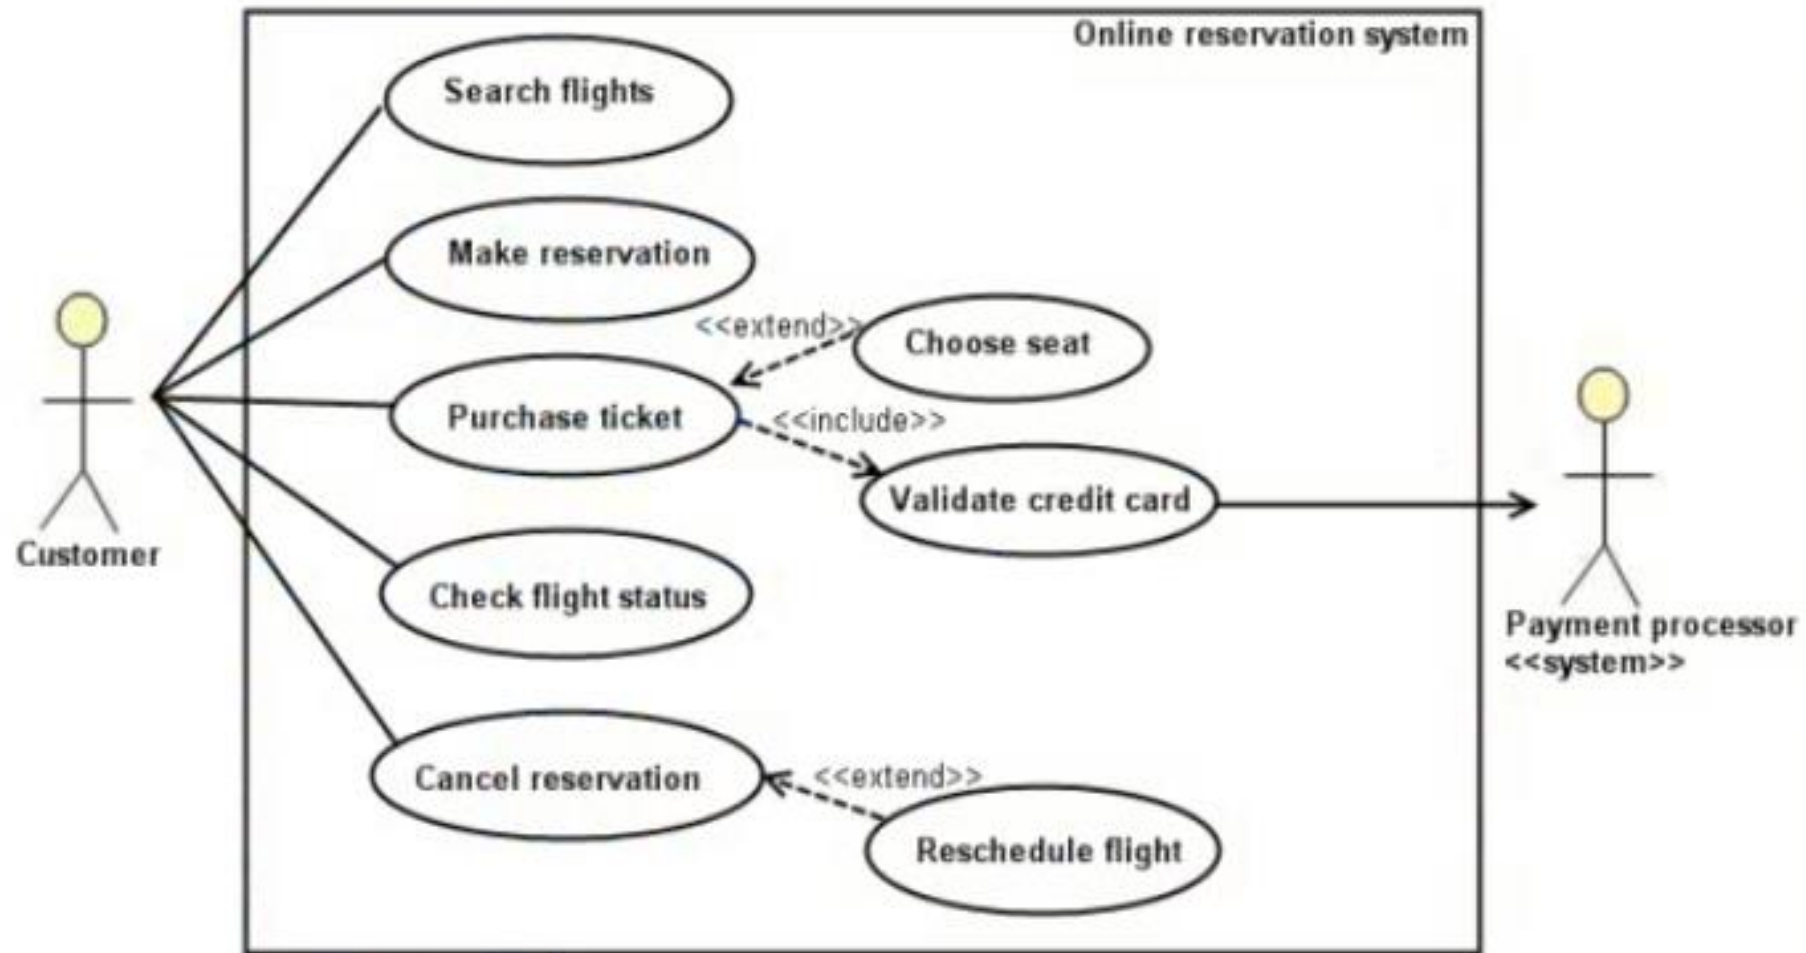 Online reservation system
Search flights
Make reservation
<<extend>>
Choose seat
Purchase ticket
<<include>>
Validate credit card
Customer
Check flight status
Payment processor
<<system>>
Cancel reservation
<<extend>>
Reschedule flight